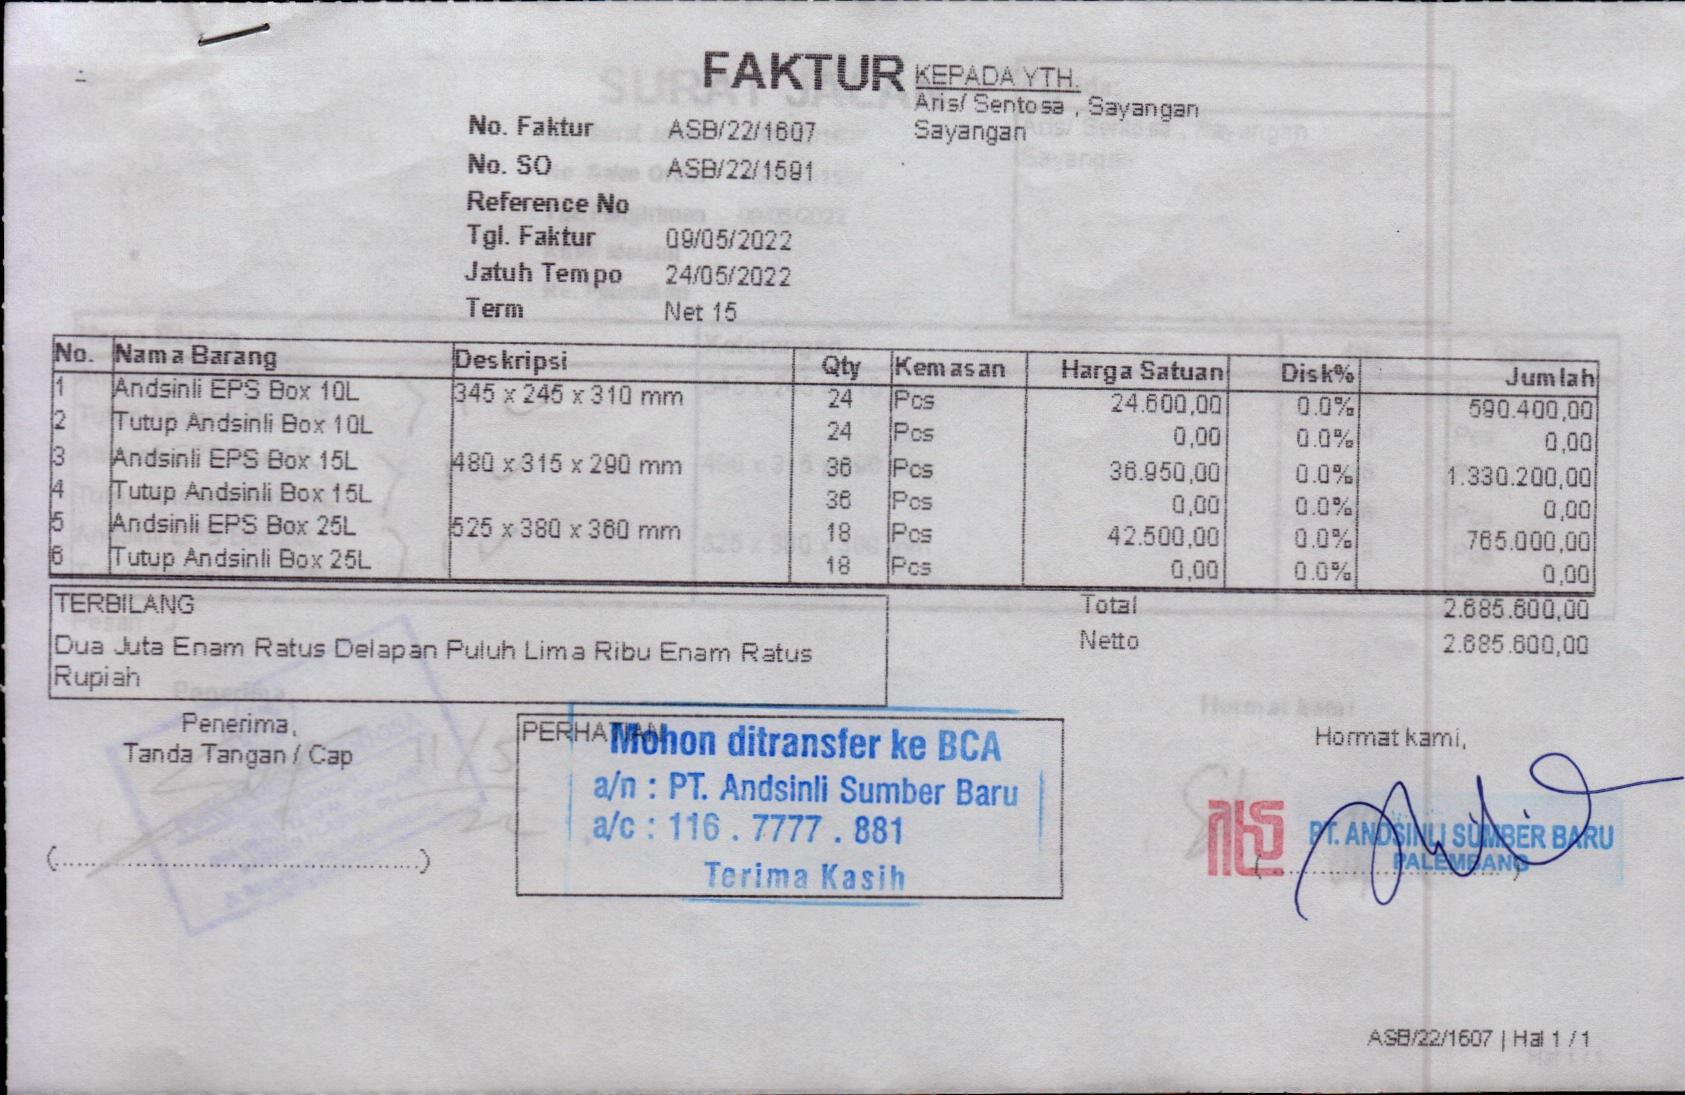 FAKTUR
KEPADA YTH.
Aris/ Sentosa , Sayangan
Sayangan
No. Faktur ASB/22/1607
No. SO ASB/22/1591
Reference No
Tgl. Faktur 09/05/2022
Jatuh Tempo 24/05/2022
Term Net 15
No. Nama Barang Deskripsi Qty Kemasan Harga Satuan Disk% Jumlah
1 Andsinli EPS Box 10L 345 x 245 x 310 mm 24 Pcs 24.600,00 0.0% 590.400,00
2 Tutup Andsinli Box 10L 24 Pcs 0,00 0.0% 0,00
3 Andsinli EPS Box 15L 480 x 315 x 290 mm 36 Pcs 36.950,00 0.0% 1.330.200,00
4 Tutup Andsinli Box 15L 36 Pcs 0,00 0.0% 0,00
5 Andsinli EPS Box 25L 525 x 380 x 360 mm 18 Pcs 42.500,00 0.0% 765.000,00
6 Tutup Andsinli Box 25L 18 Pcs 0,00 0.0% 0,00
TERBILANG
Dua Juta Enam Ratus Delapan Puluh Lima Ribu Enam Ratus
Rupiah
Total 2.685.600,00
Netto 2.685.600,00
Penerima,
Tanda Tangan / Cap
(..........................................................)
PERHATIAN
Mohon ditransfer ke BCA
a/n : PT. Andsinli Sumber Baru
a/c : 116 . 7777 . 881
Terima Kasih
Hormat kami,
PT. ANDSINLI SUMBER BARU
PALEMBANG
ASB/22/1607 | Hal 1 / 1